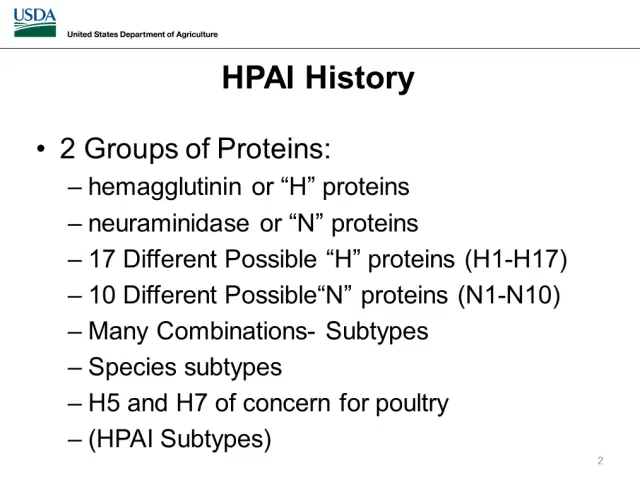 USDA
United States Department of Agriculture
HPAI History
• 2 Groups of Proteins:
– hemagglutinin or “H” proteins
– neuraminidase or “N” proteins
– 17 Different Possible “H” proteins (H1-H17)
– 10 Different Possible“N” proteins (N1-N10)
– Many Combinations- Subtypes
– Species subtypes
– H5 and H7 of concern for poultry
– (HPAI Subtypes)
2